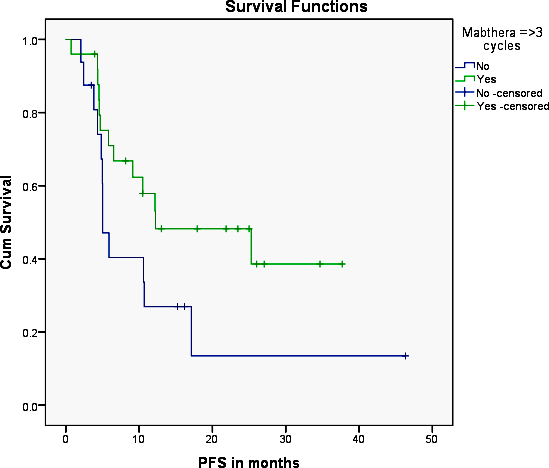 Survival Functions
Mabthera =>3
cycles
No
Yes
No -censored
Yes -censored
Cum Survival
1.0
0.8
0.6
0.4
0.2
0.0
0 10 20 30 40 50
PFS in months